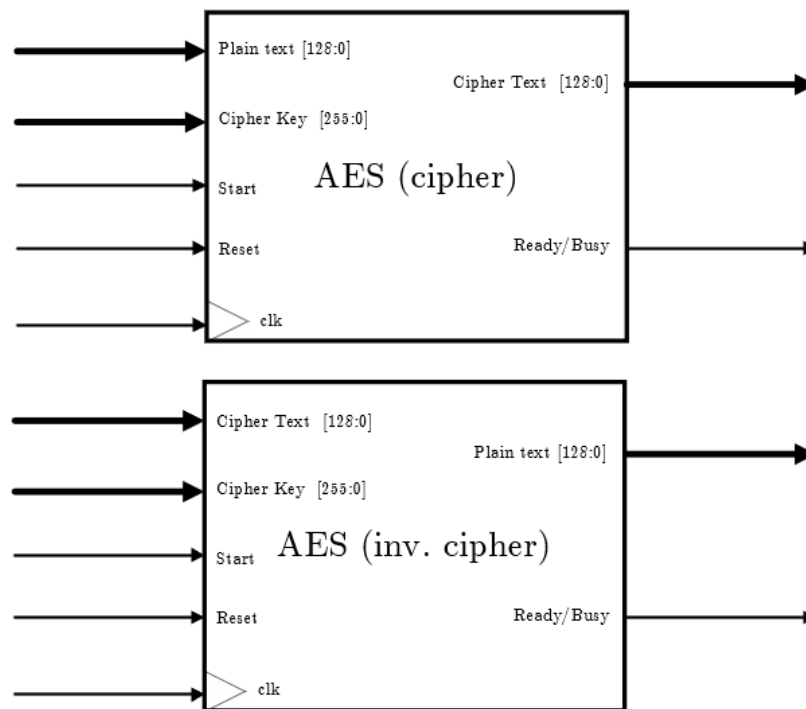 Plain text [128:0]
Cipher Text [128:0]
Cipher Key [255:0]
AES (cipher)
Start
Reset
Ready/Busy
clk
Cipher Text [128:0]
Plain text [128:0]
Cipher Key [255:0]
AES (inv. cipher)
Start
Reset
Ready/Busy
clk